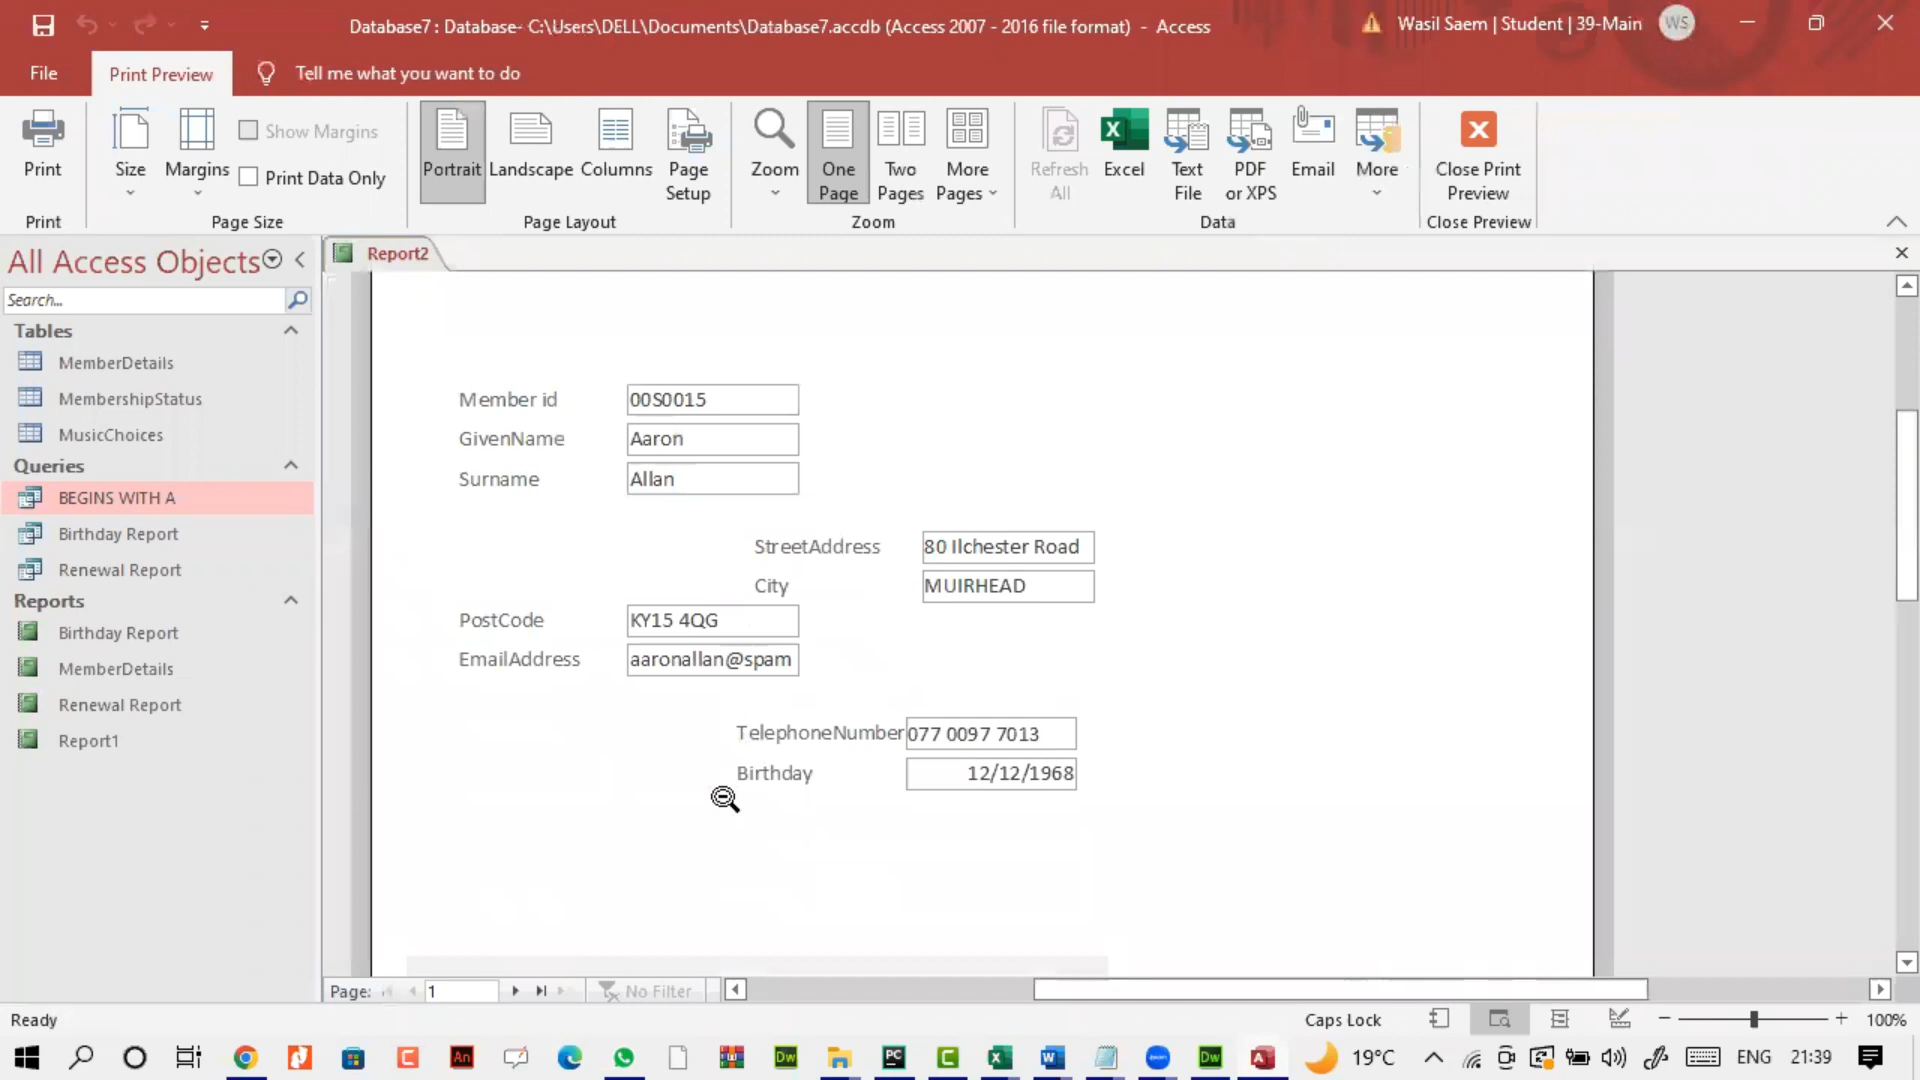 Database7 : Database- C:\Users\DELL\Documents\Database7.accdb (Access 2007 - 2016 file format) - Access
Wasil Saem | Student | 39-Main
WS
File
Print Preview
Tell me what you want to do
Print
Size
Margins
Show Margins
Print Data Only
Portrait
Landscape
Columns
Page Setup
Zoom
One Page
Two Pages
More Pages
Refresh All
Excel
Text File
PDF or XPS
Email
More
Close Print Preview
Print
Page Size
Page Layout
Zoom
Data
Close Preview
All Access Objects
Search...
Tables
MemberDetails
MembershipStatus
MusicChoices
Queries
BEGINS WITH A
Birthday Report
Renewal Report
Reports
Birthday Report
MemberDetails
Renewal Report
Report1
Report2
Member id 00S0015
GivenName Aaron
Surname Allan
StreetAddress 80 Ilchester Road
City MUIRHEAD
PostCode KY15 4QG
EmailAddress aaronallan@spam
TelephoneNumber 077 0097 7013
Birthday 12/12/1968
Page: 1 No Filter
Ready
Caps Lock
100%
An
Dw
PC
Dw
19°C
ENG
21:39